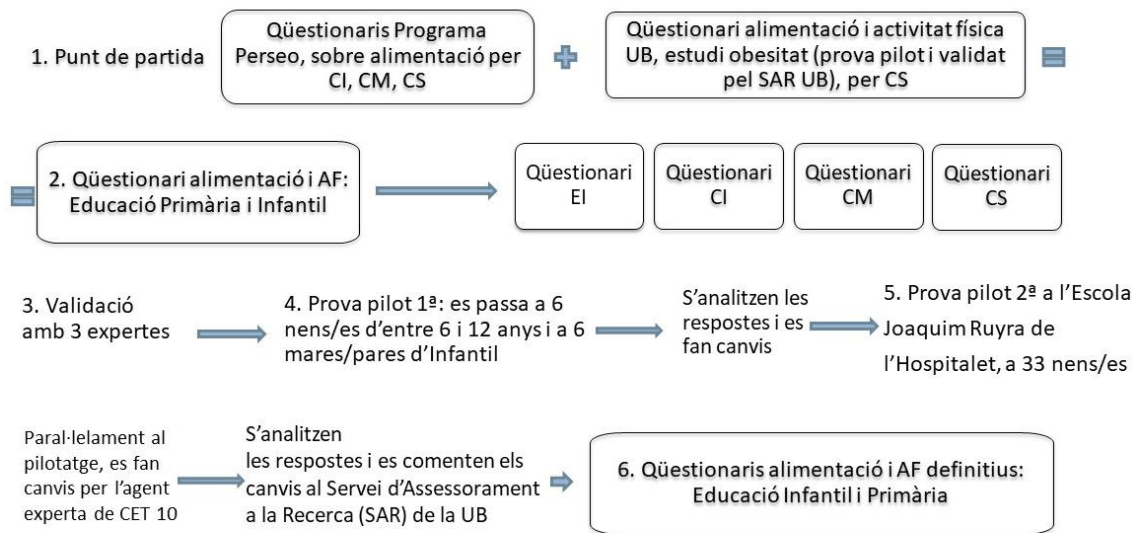 1. Punt de partida
Qüestionaris Programa
Perseo, sobre alimentació per
CI, CM, CS
Qüestionari alimentació i activitat física
UB, estudi obesitat (prova pilot i validat
pel SAR UB), per CS
2. Qüestionari alimentació i AF:
Educació Primària i Infantil
Qüestionari
EI
Qüestionari
CI
Qüestionari
CM
Qüestionari
CS
3. Validació
amb 3 expertes
4. Prova pilot 1ª: es passa a 6
nens/es d’entre 6 i 12 anys i a 6
mares/pares d’Infantil
S’analitzen les
respostes i es
fan canvis
5. Prova pilot 2ª a l’Escola
Joaquim Ruyra de
l’Hospitalet, a 33 nens/es
Paral·lelament al
pilotatge, es fan
canvis per l’agent
experta de CET 10
S’analitzen
les respostes i es comenten els
canvis al Servei d’Assessorament
a la Recerca (SAR) de la UB
6. Qüestionaris alimentació i AF definitius:
Educació Infantil i Primària